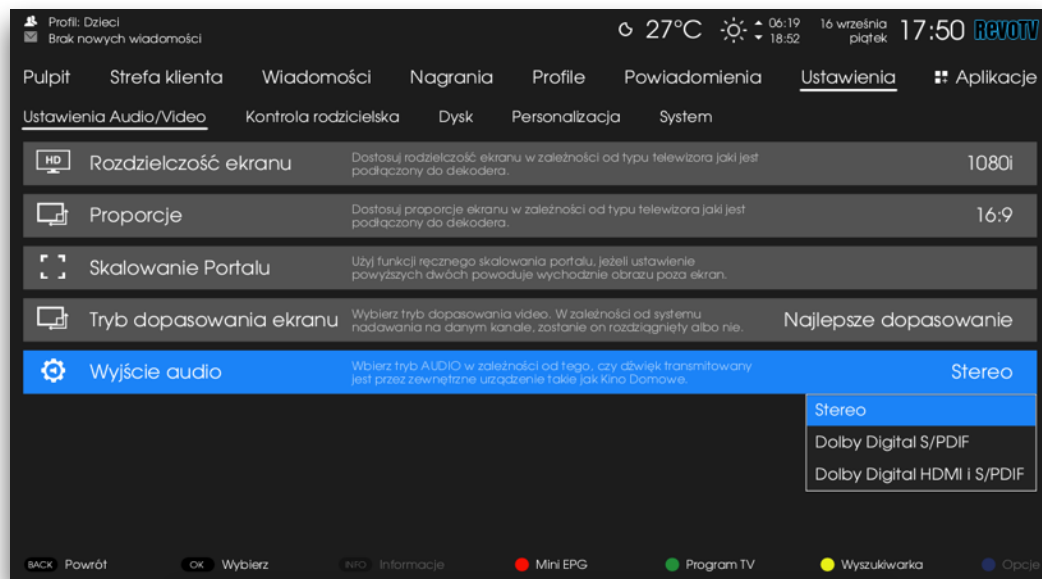 Profil: Dzieci
Brak nowych wiadomości
27°C
06:19
18:52
16 września
piątek
17:50
RevoTV
Pulpit Strefa klienta Wiadomości Nagrania Profile Powiadomienia Ustawienia Aplikacje
Ustawienia Audio/Video Kontrola rodzicielska Dysk Personalizacja System
HD
Rozdzielczość ekranu
Dostosuj rodzielczość ekranu w zależności od typu telewizora jaki jest
podłączony do dekodera.
1080i
Proporcje
Dostosuj proporcje ekranu w zależności od typu telewizora jaki jest
podłączony do dekodera.
16:9
Skalowanie Portalu
Użyj funkcji ręcznego skalowania portalu, jeżeli ustawienie
powyższych dwóch powoduje wychodznie obrazu poza ekran.
Tryb dopasowania ekranu
Wybierz tryb dopasowania video. W zależności od systemu
nadawania na danym kanale, zostanie on rozdziągnięty albo nie.
Najlepsze dopasowanie
Wyjście audio
Wbierz tryb AUDIO w zależności od tego, czy dźwięk transmitowany
jest przez zewnętrzne urządzenie takie jak Kino Domowe.
Stereo
Stereo
Dolby Digital S/PDIF
Dolby Digital HDMI i S/PDIF
BACK Powrót OK Wybierz INFO Informacje Mini EPG Program TV Wyszukiwarka Opcje